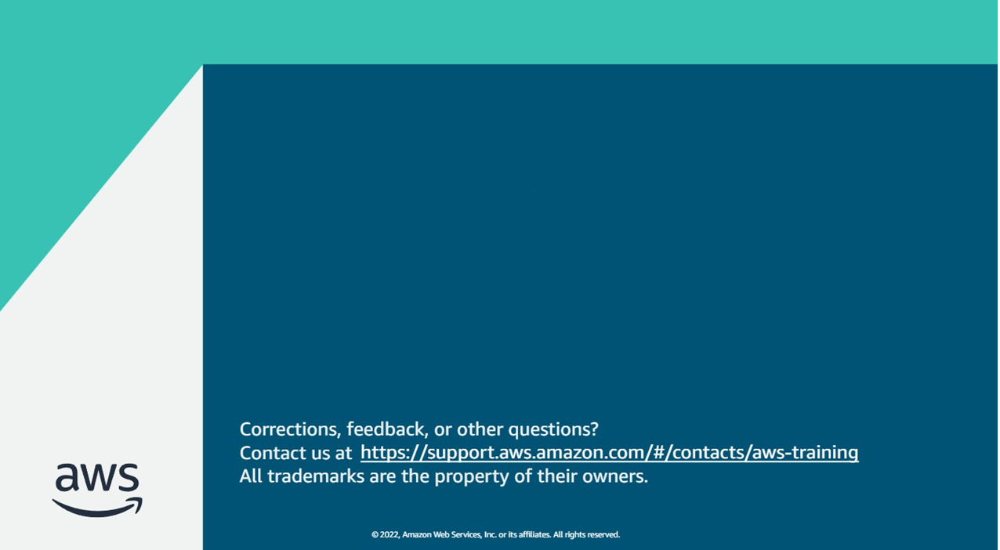 Corrections, feedback, or other questions?
Contact us at https://support.aws.amazon.com/#/contacts/aws-training
All trademarks are the property of their owners.
aws
© 2022, Amazon Web Services, Inc. or its affiliates. All rights reserved.